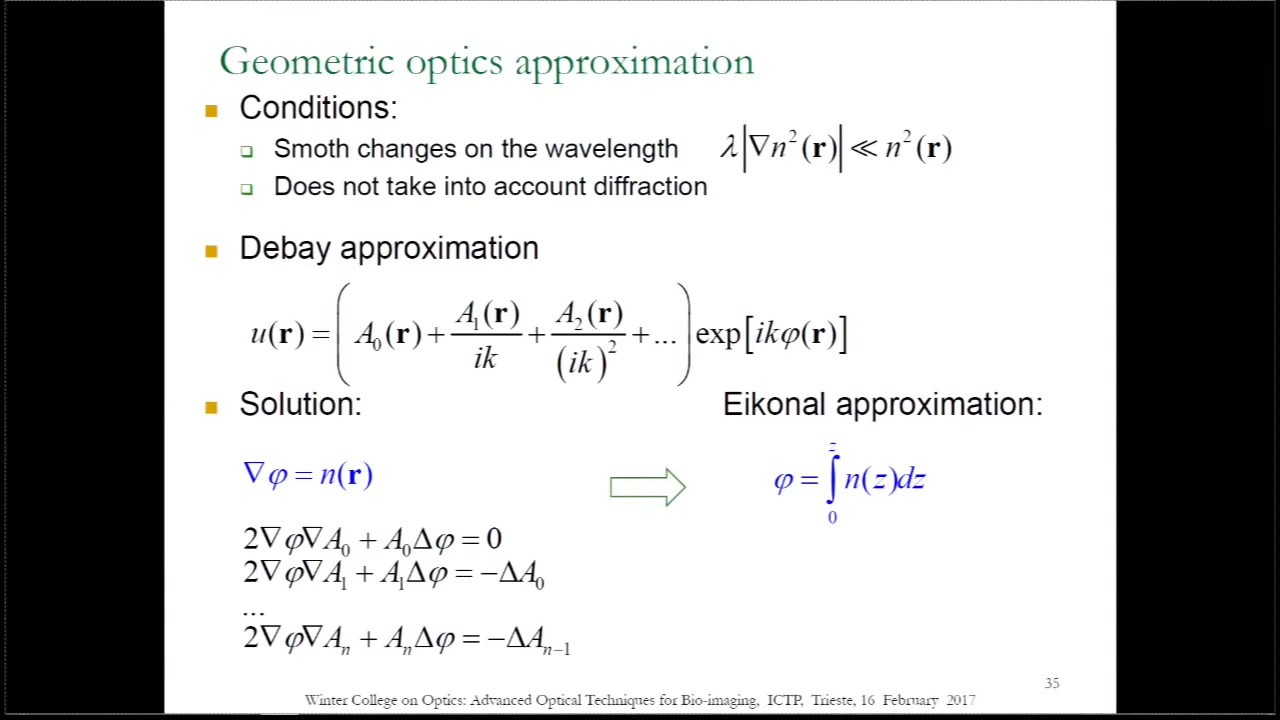 Geometric optics approximation
Conditions:
Smoth changes on the wavelength λ|∇n²(r)| ≪ n²(r)
Does not take into account diffraction
Debay approximation
u(r) = ( A₀(r) + A₁(r)/ik + A₂(r)/(ik)² + ... ) exp[ikφ(r)]
Solution: Eikonal approximation:
∇φ = n(r) φ = ∫₀ᶻ n(z)dz
2∇φ∇A₀ + A₀Δφ = 0
2∇φ∇A₁ + A₁Δφ = −ΔA₀
...
2∇φ∇Aₙ + AₙΔφ = −ΔAₙ₋₁
35
Winter College on Optics: Advanced Optical Techniques for Bio-imaging, ICTP, Trieste, 16 February 2017